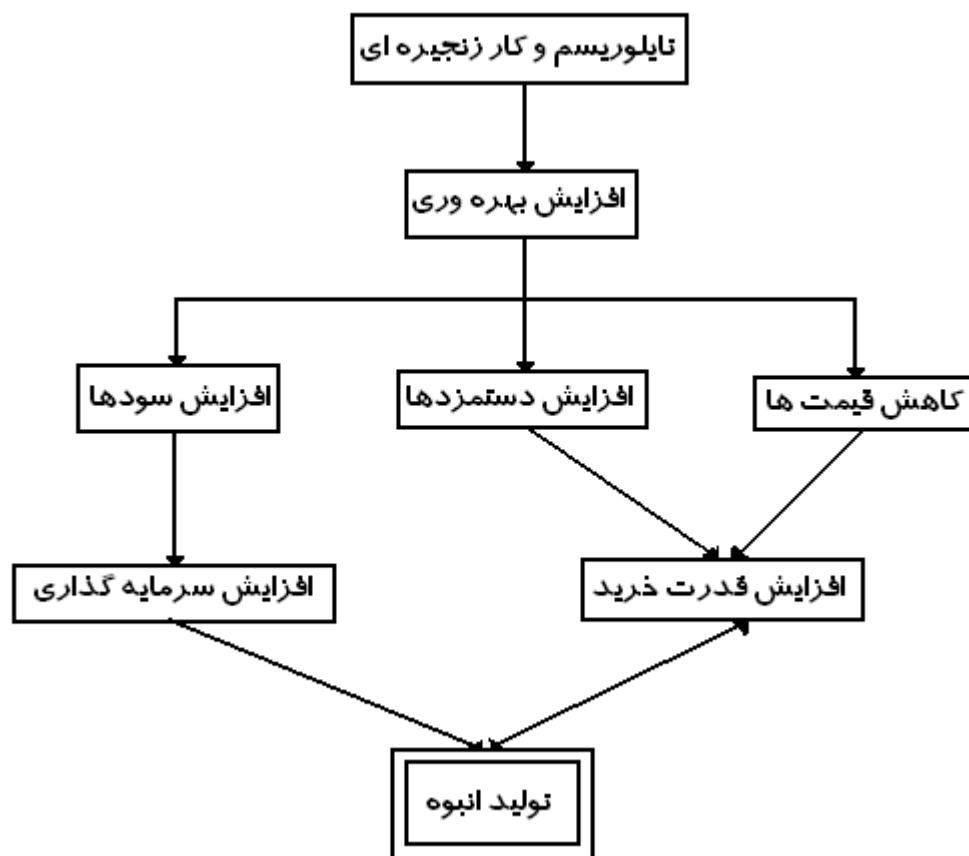 تایلوریسم و کار زنجیره ای
افزایش بهره وری
کاهش قیمت ها
افزایش دستمزدها
افزایش سودها
افزایش قدرت خرید
افزایش سرمایه گذاری
تولید انبوه